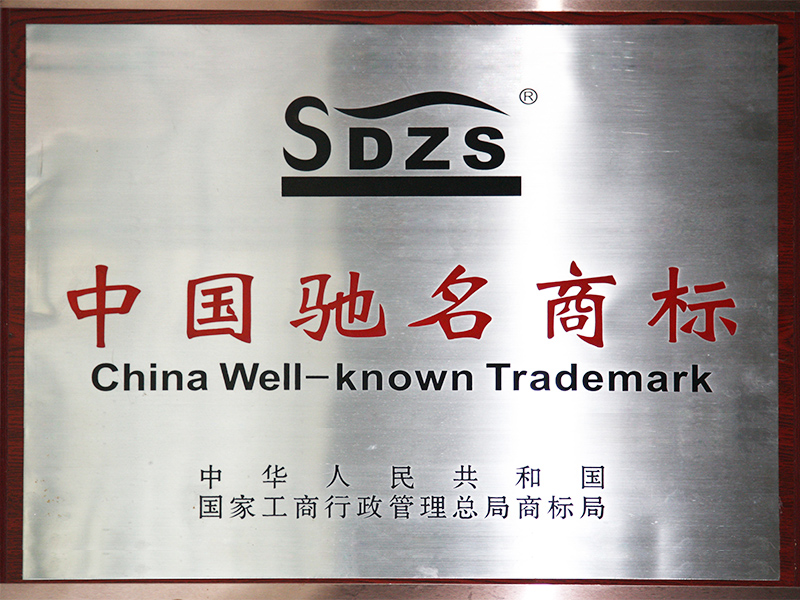 SDZS®
中国驰名商标
China Well-known Trademark
中华人民共和国
国家工商行政管理总局商标局